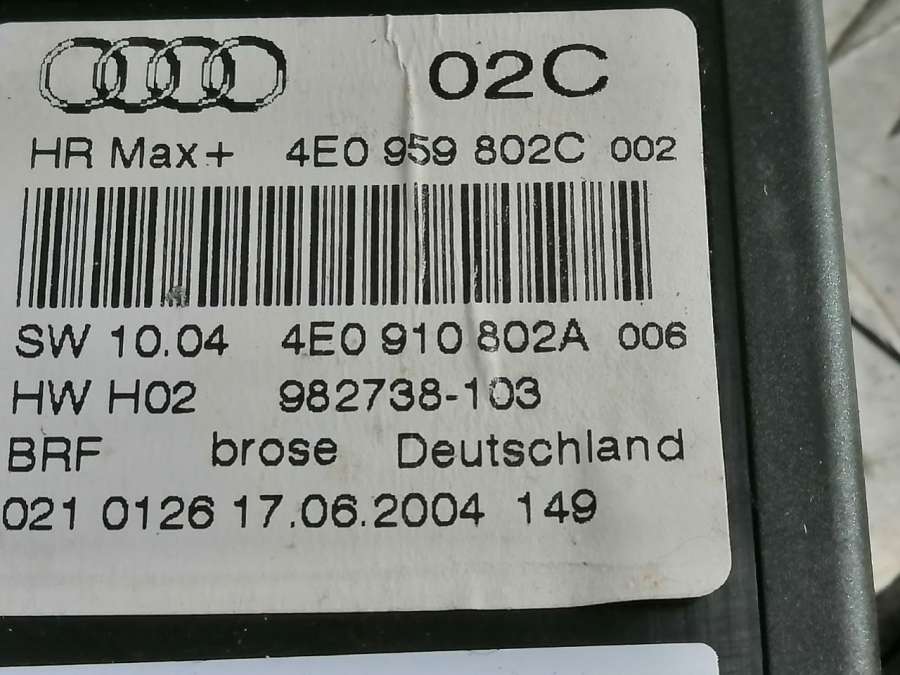 02C
HR Max+ 4E0 959 802C 002
SW 10.04 4E0 910 802A 006
HW H02 982738-103
BRF brose Deutschland
021 0126 17.06.2004 149